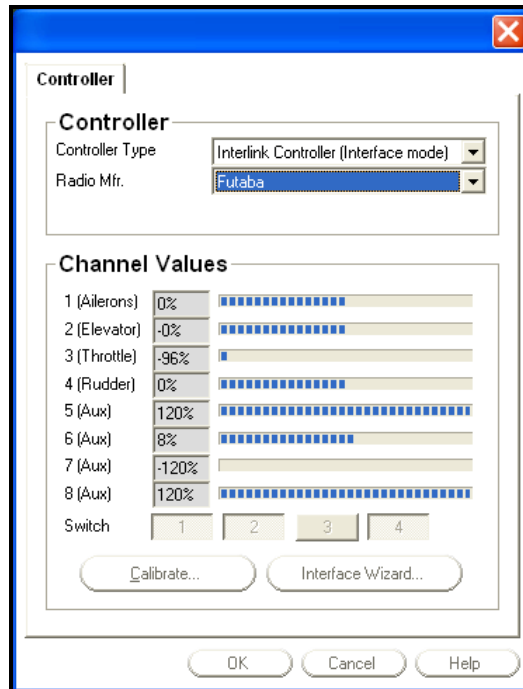 Controller
Controller
Controller Type Interlink Controller (Interface mode)
Radio Mfr. Futaba
Channel Values
1 (Ailerons) 0%
2 (Elevator) -0%
3 (Throttle) -96%
4 (Rudder) 0%
5 (Aux) 120%
6 (Aux) 8%
7 (Aux) -120%
8 (Aux) 120%
Switch 1 2 3 4
Calibrate... Interface Wizard...
OK Cancel Help